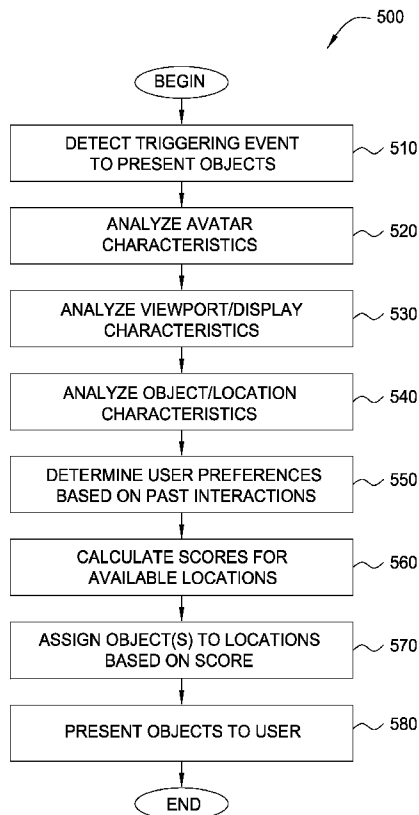 500
BEGIN
DETECT TRIGGERING EVENT
TO PRESENT OBJECTS
510
ANALYZE AVATAR
CHARACTERISTICS
520
ANALYZE VIEWPORT/DISPLAY
CHARACTERISTICS
530
ANALYZE OBJECT/LOCATION
CHARACTERISTICS
540
DETERMINE USER PREFERENCES
BASED ON PAST INTERACTIONS
550
CALCULATE SCORES FOR
AVAILABLE LOCATIONS
560
ASSIGN OBJECT(S) TO LOCATIONS
BASED ON SCORE
570
PRESENT OBJECTS TO USER
580
END